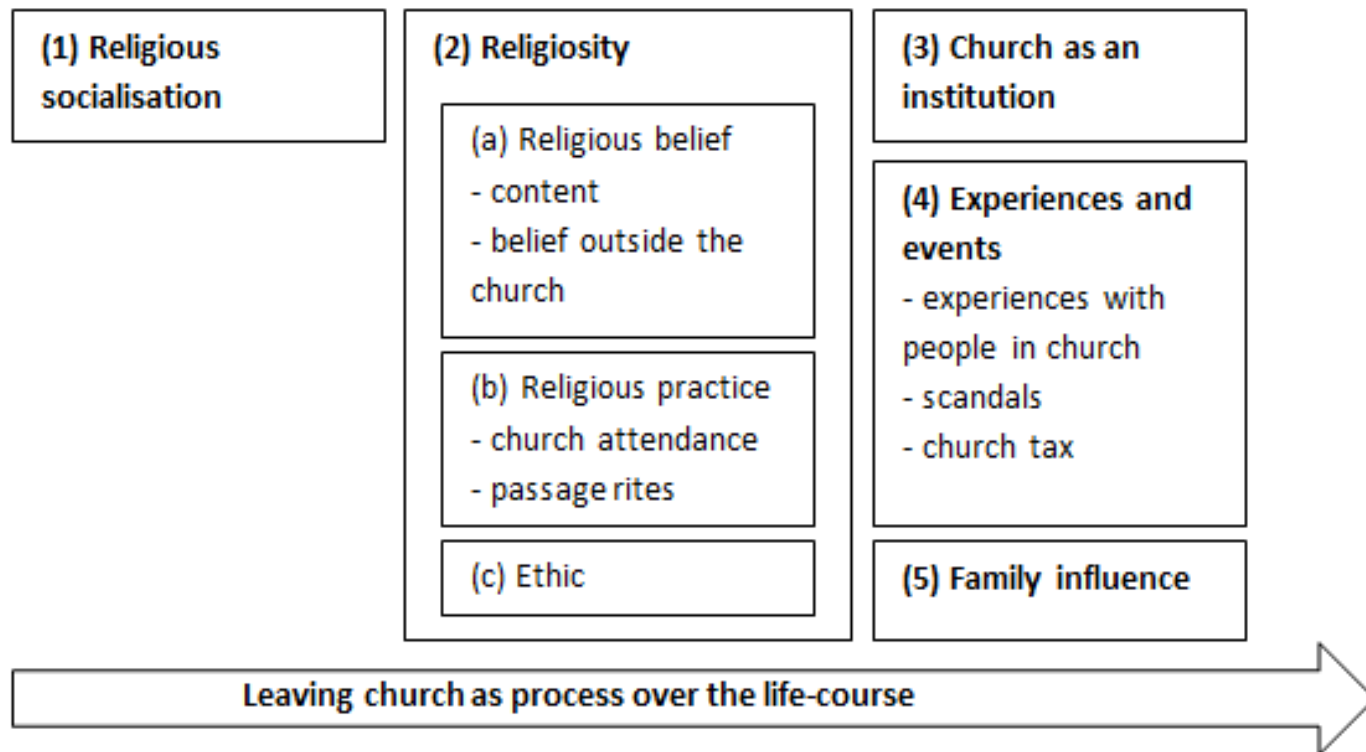 (1) Religious
socialisation
(2) Religiosity
(a) Religious belief
- content
- belief outside the
church
(b) Religious practice
- church attendance
- passage rites
(c) Ethic
(3) Church as an
institution
(4) Experiences and
events
- experiences with
people in church
- scandals
- church tax
(5) Family influence
Leaving church as process over the life-course